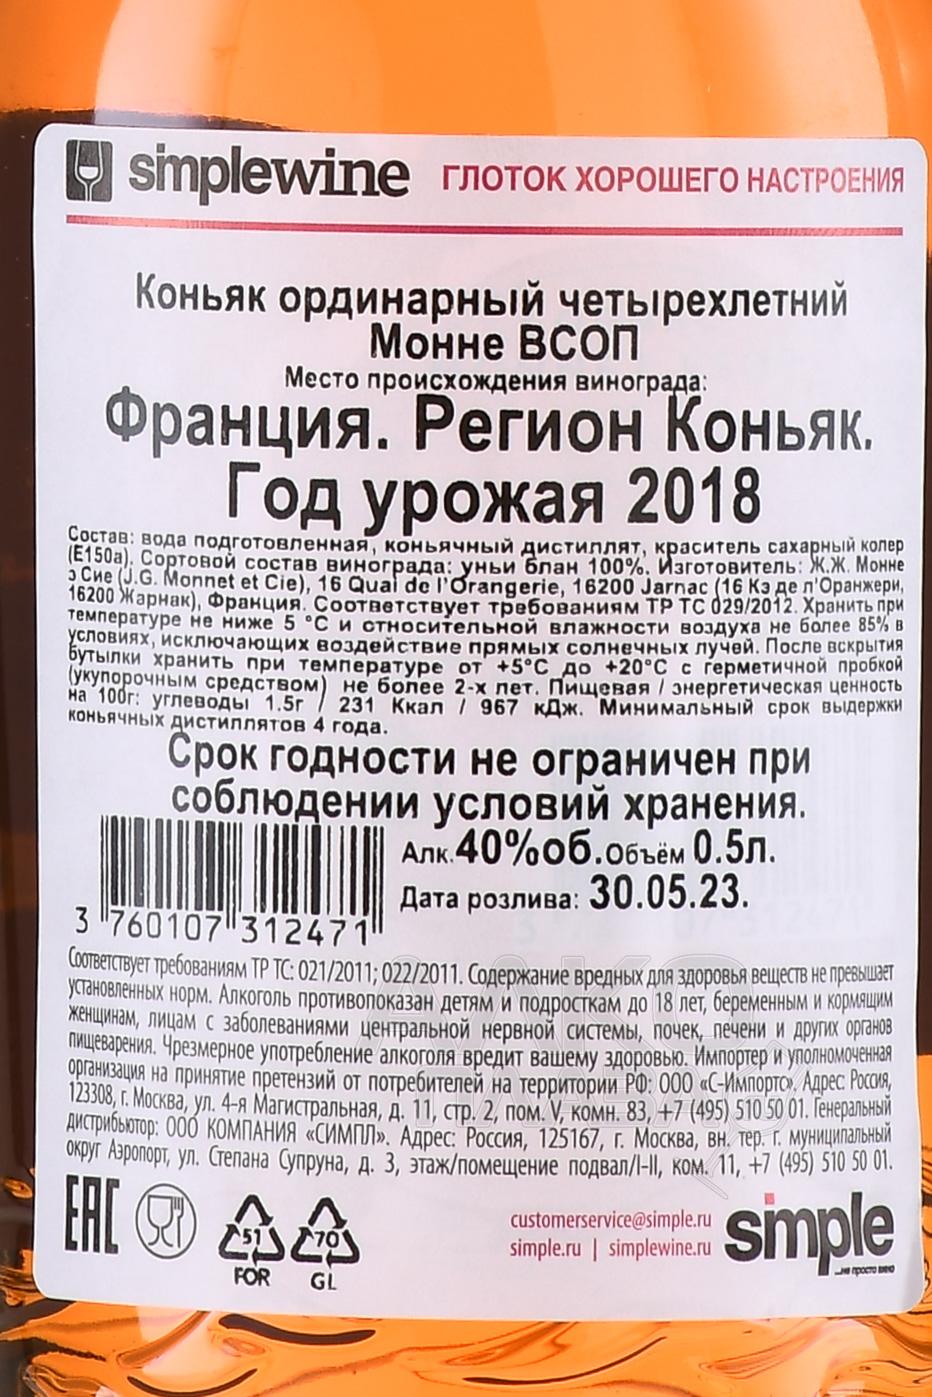 simplewine ГЛОТОК ХОРОШЕГО НАСТРОЕНИЯ
Коньяк ординарный четырехлетний
Монне ВСОП
Место происхождения винограда:
Франция. Регион Коньяк.
Год урожая 2018
Состав: вода подготовленная, коньячный дистиллят, краситель сахарный колер
(E150a). Сортовой состав винограда: уньи блан 100%. Изготовитель: Ж.Ж. Монне
э Сие (J.G. Monnet et Cie), 16 Quai de l'Orangerie, 16200 Jarnac (16 Кэ де л'Оранжери,
16200 Жарнак), Франция. Соответствует требованиям ТР ТС 029/2012. Хранить при
температуре не ниже 5 °С и относительной влажности воздуха не более 85% в
условиях, исключающих воздействие прямых солнечных лучей. После вскрытия
бутылки хранить при температуре от +5°С до +20°С с герметичной пробкой
(укупорочным средством) не более 2-х лет. Пищевая / энергетическая ценность
на 100г: углеводы 1.5г / 231 Ккал / 967 кДж. Минимальный срок выдержки
коньячных дистиллятов 4 года.
Срок годности не ограничен при
соблюдении условий хранения.
Алк.40%об.Объём 0.5л.
Дата розлива: 30.05.23.
3 760107 312471
Соответствует требованиям ТР ТС: 021/2011; 022/2011. Содержание вредных для здоровья веществ не превышает
установленных норм. Алкоголь противопоказан детям и подросткам до 18 лет, беременным и кормящим
женщинам, лицам с заболеваниями центральной нервной системы, почек, печени и других органов
пищеварения. Чрезмерное употребление алкоголя вредит вашему здоровью. Импортер и уполномоченная
организация на принятие претензий от потребителей на территории РФ: ООО «С-Импортс». Адрес: Россия,
123308, г. Москва, ул. 4-я Магистральная, д. 11, стр. 2, пом. V, комн. 83, +7 (495) 510 50 01. Генеральный
дистрибьютор: ООО КОМПАНИЯ «СИМПЛ». Адрес: Россия, 125167, г. Москва, вн. тер. г. муниципальный
округ Аэропорт, ул. Степана Супруна, д. 3, этаж/помещение подвал/I-II, ком. 11, +7 (495) 510 50 01.
EAC 51 FOR 70 GL
customerservice@simple.ru
simple.ru | simplewine.ru
simple
...не просто вино